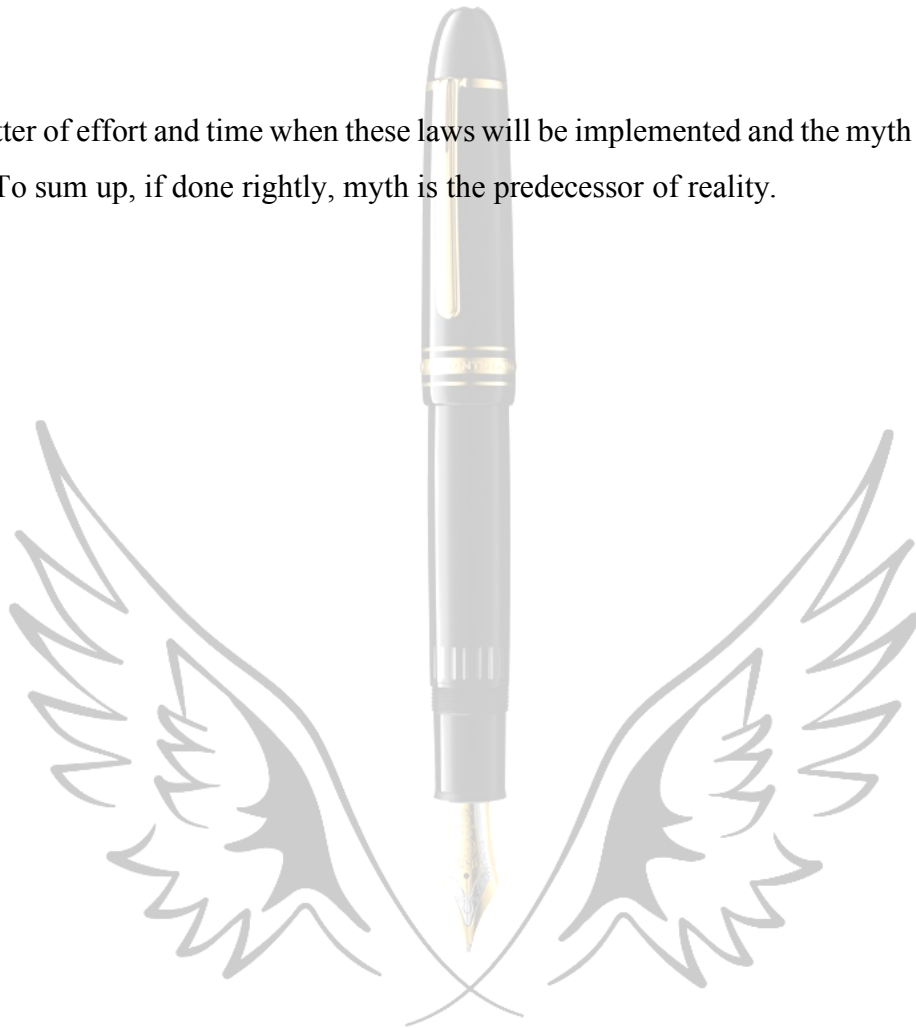 of effort and time when these laws will be implemented and the myth
To sum up, if done rightly, myth is the predecessor of reality.